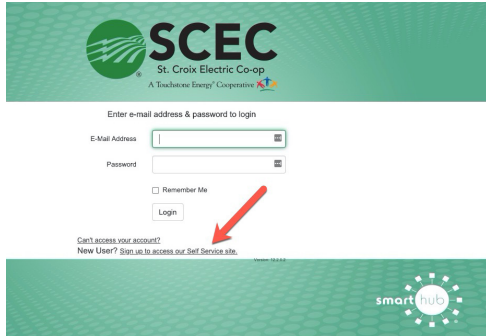 SCEC
St. Croix Electric Co-op
A Touchstone Energy® Cooperative
®
Enter e-mail address & password to login
E-Mail Address
Password
Remember Me
Login
Can't access your account?
New User? Sign up to access our Self Service site.
smart hub